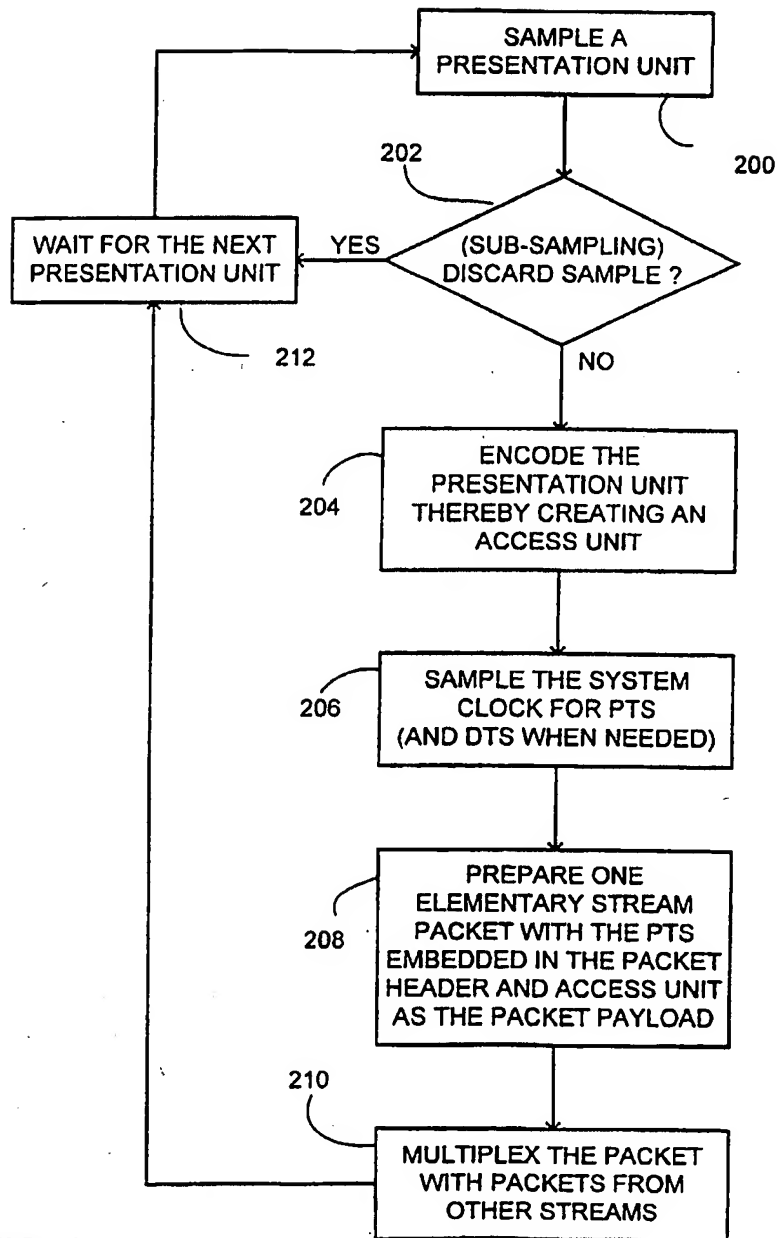 SAMPLE A
PRESENTATION UNIT
200
202
(SUB-SAMPLING)
DISCARD SAMPLE ?
YES
WAIT FOR THE NEXT
PRESENTATION UNIT
212
NO
204
ENCODE THE
PRESENTATION UNIT
THEREBY CREATING AN
ACCESS UNIT
206
SAMPLE THE SYSTEM
CLOCK FOR PTS
(AND DTS WHEN NEEDED)
208
PREPARE ONE
ELEMENTARY STREAM
PACKET WITH THE PTS
EMBEDDED IN THE PACKET
HEADER AND ACCESS UNIT
AS THE PACKET PAYLOAD
210
MULTIPLEX THE PACKET
WITH PACKETS FROM
OTHER STREAMS